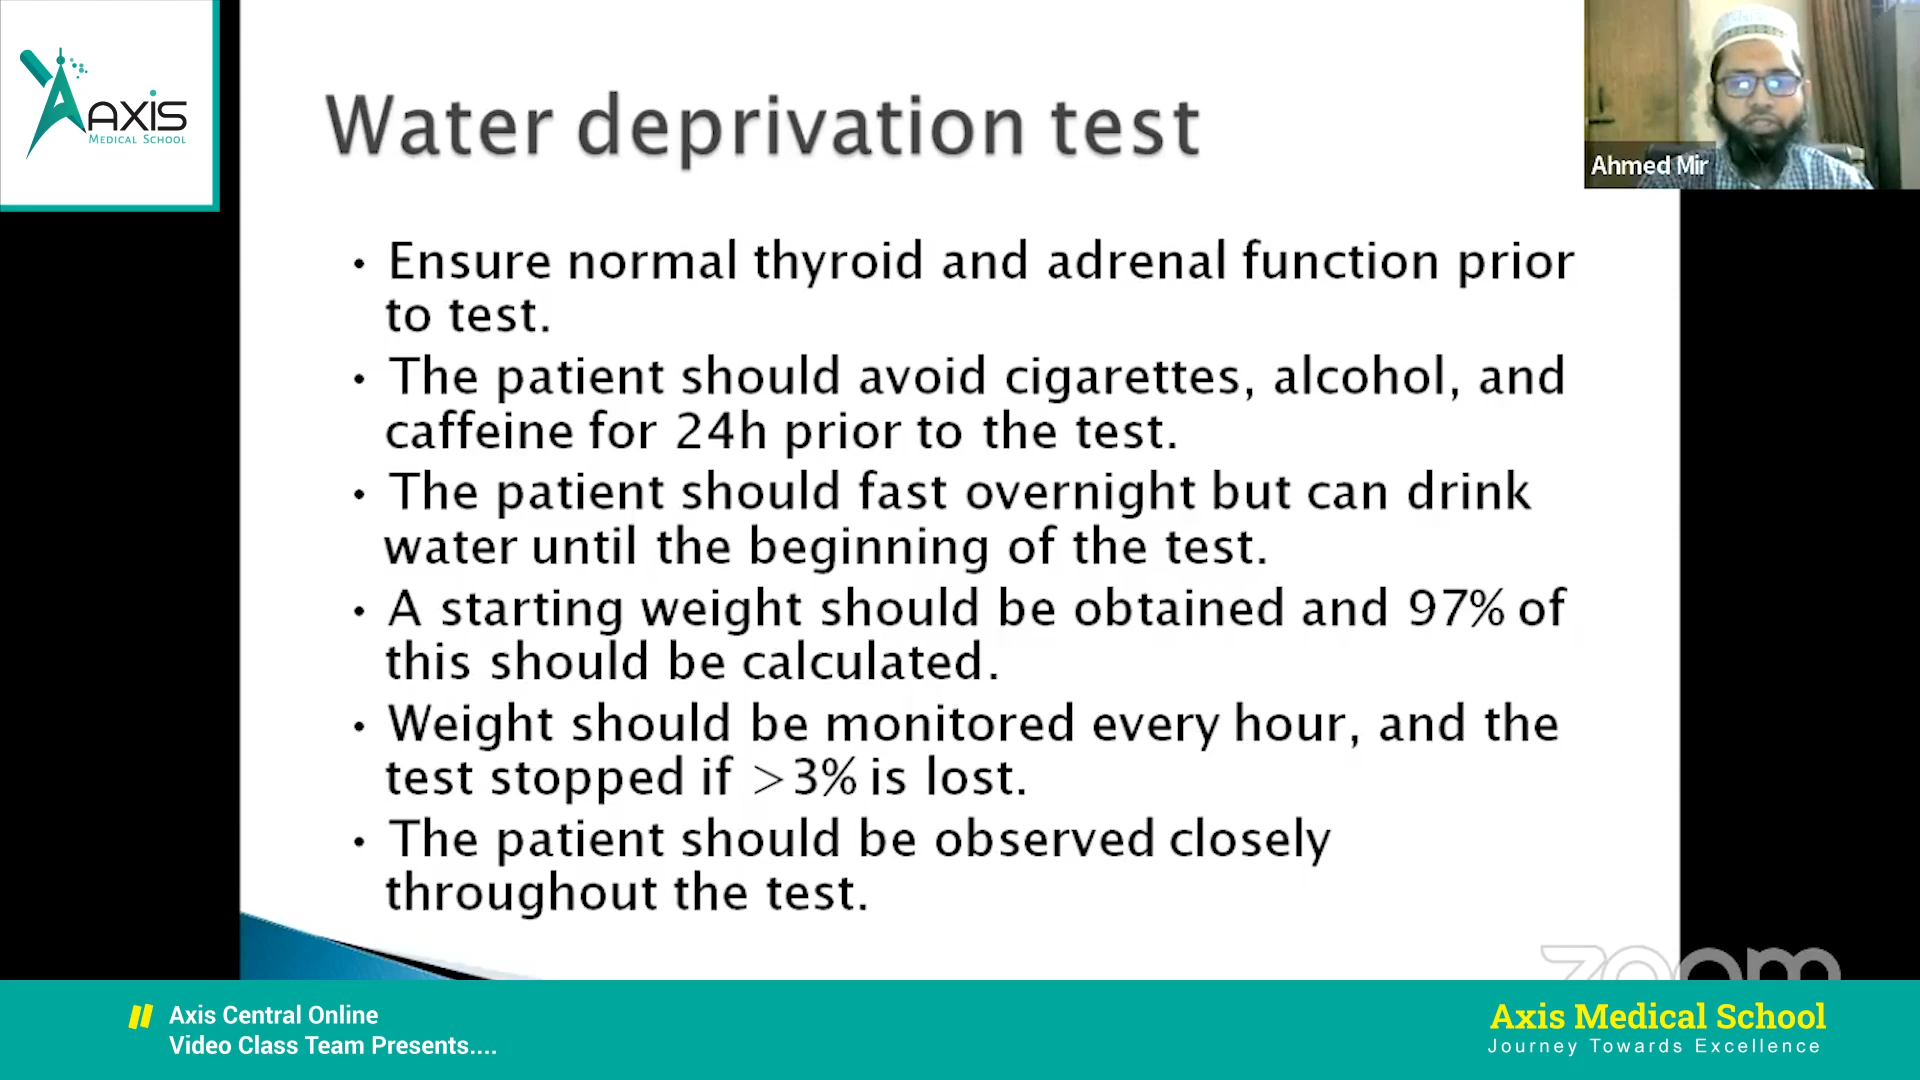 AXIS
MEDICAL SCHOOL
Water deprivation test
Ahmed Mir
• Ensure normal thyroid and adrenal function prior
to test.
• The patient should avoid cigarettes, alcohol, and
caffeine for 24h prior to the test.
• The patient should fast overnight but can drink
water until the beginning of the test.
• A starting weight should be obtained and 97% of
this should be calculated.
• Weight should be monitored every hour, and the
test stopped if >3% is lost.
• The patient should be observed closely
throughout the test.
zoom
Axis Central Online
Video Class Team Presents....
Axis Medical School
Journey Towards Excellence